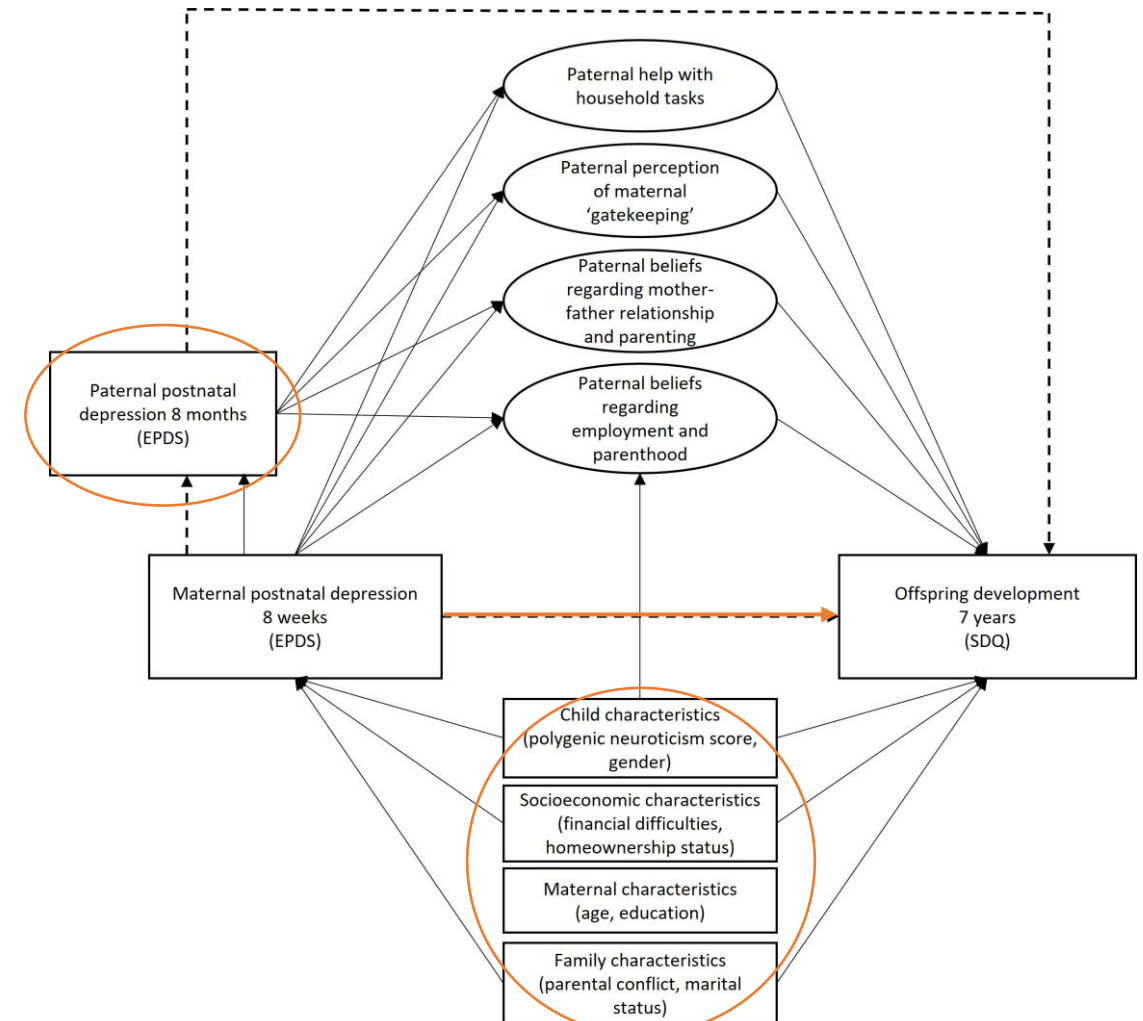 Paternal help with
household tasks
Paternal perception
of maternal
‘gatekeeping’
Paternal beliefs
regarding mother-
father relationship
and parenting
Paternal beliefs
regarding
employment and
parenthood
Paternal postnatal
depression 8 months
(EPDS)
Maternal postnatal depression
8 weeks
(EPDS)
Offspring development
7 years
(SDQ)
Child characteristics
(polygenic neuroticism score,
gender)
Socioeconomic characteristics
(financial difficulties,
homeownership status)
Maternal characteristics
(age, education)
Family characteristics
(parental conflict, marital
status)